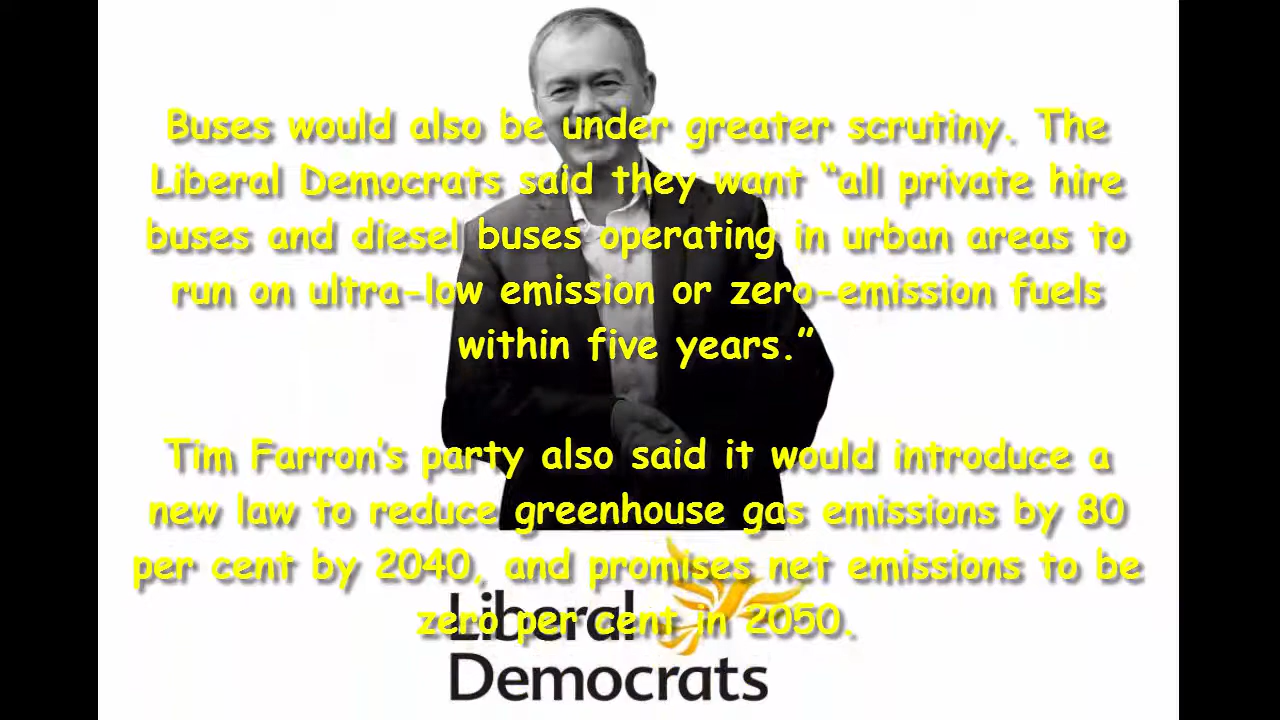 Buses would also be under greater scrutiny. The
Liberal Democrats said they want “all private hire
buses and diesel buses operating in urban areas to
run on ultra-low emission or zero-emission fuels
within five years.”
Tim Farron’s party also said it would introduce a
new law to reduce greenhouse gas emissions by 80
per cent by 2040, and promises net emissions to be
zero per cent in 2050.
Liberal
Democrats